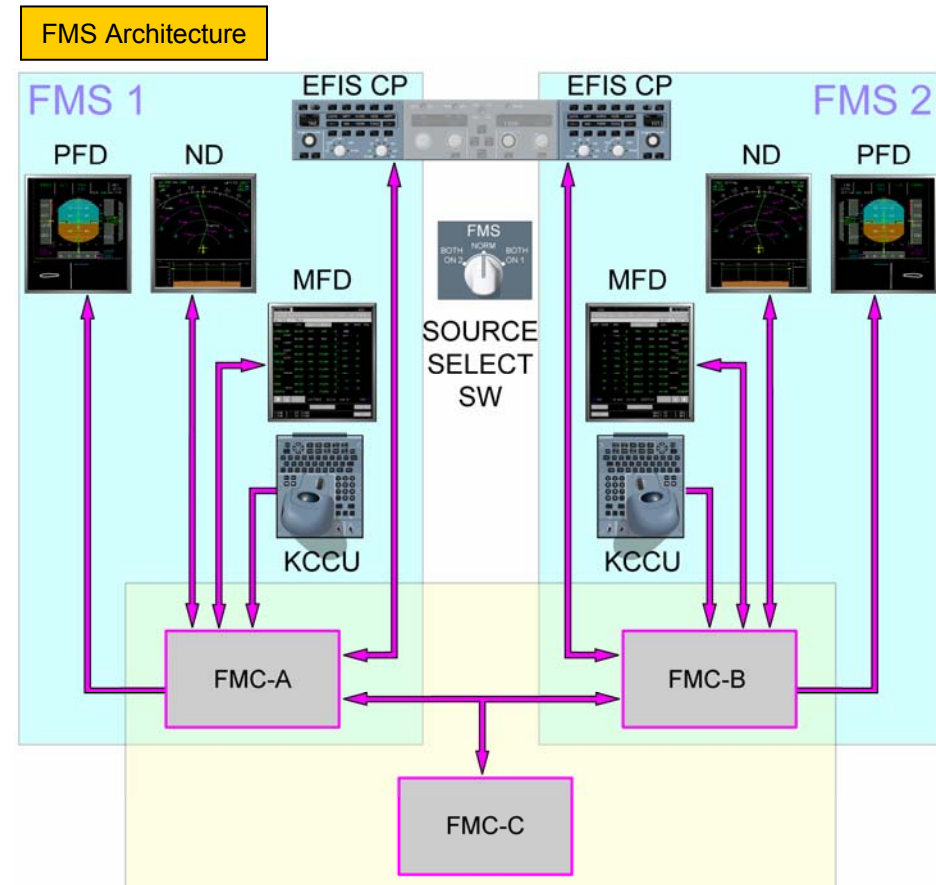 FMS Architecture
FMS 1
EFIS CP
EFIS CP
FMS 2
PFD
ND
ND
PFD
FMS
NORM
BOTH ON 2
BOTH ON 1
MFD
MFD
SOURCE
SELECT
SW
KCCU
KCCU
FMC-A
FMC-B
FMC-C